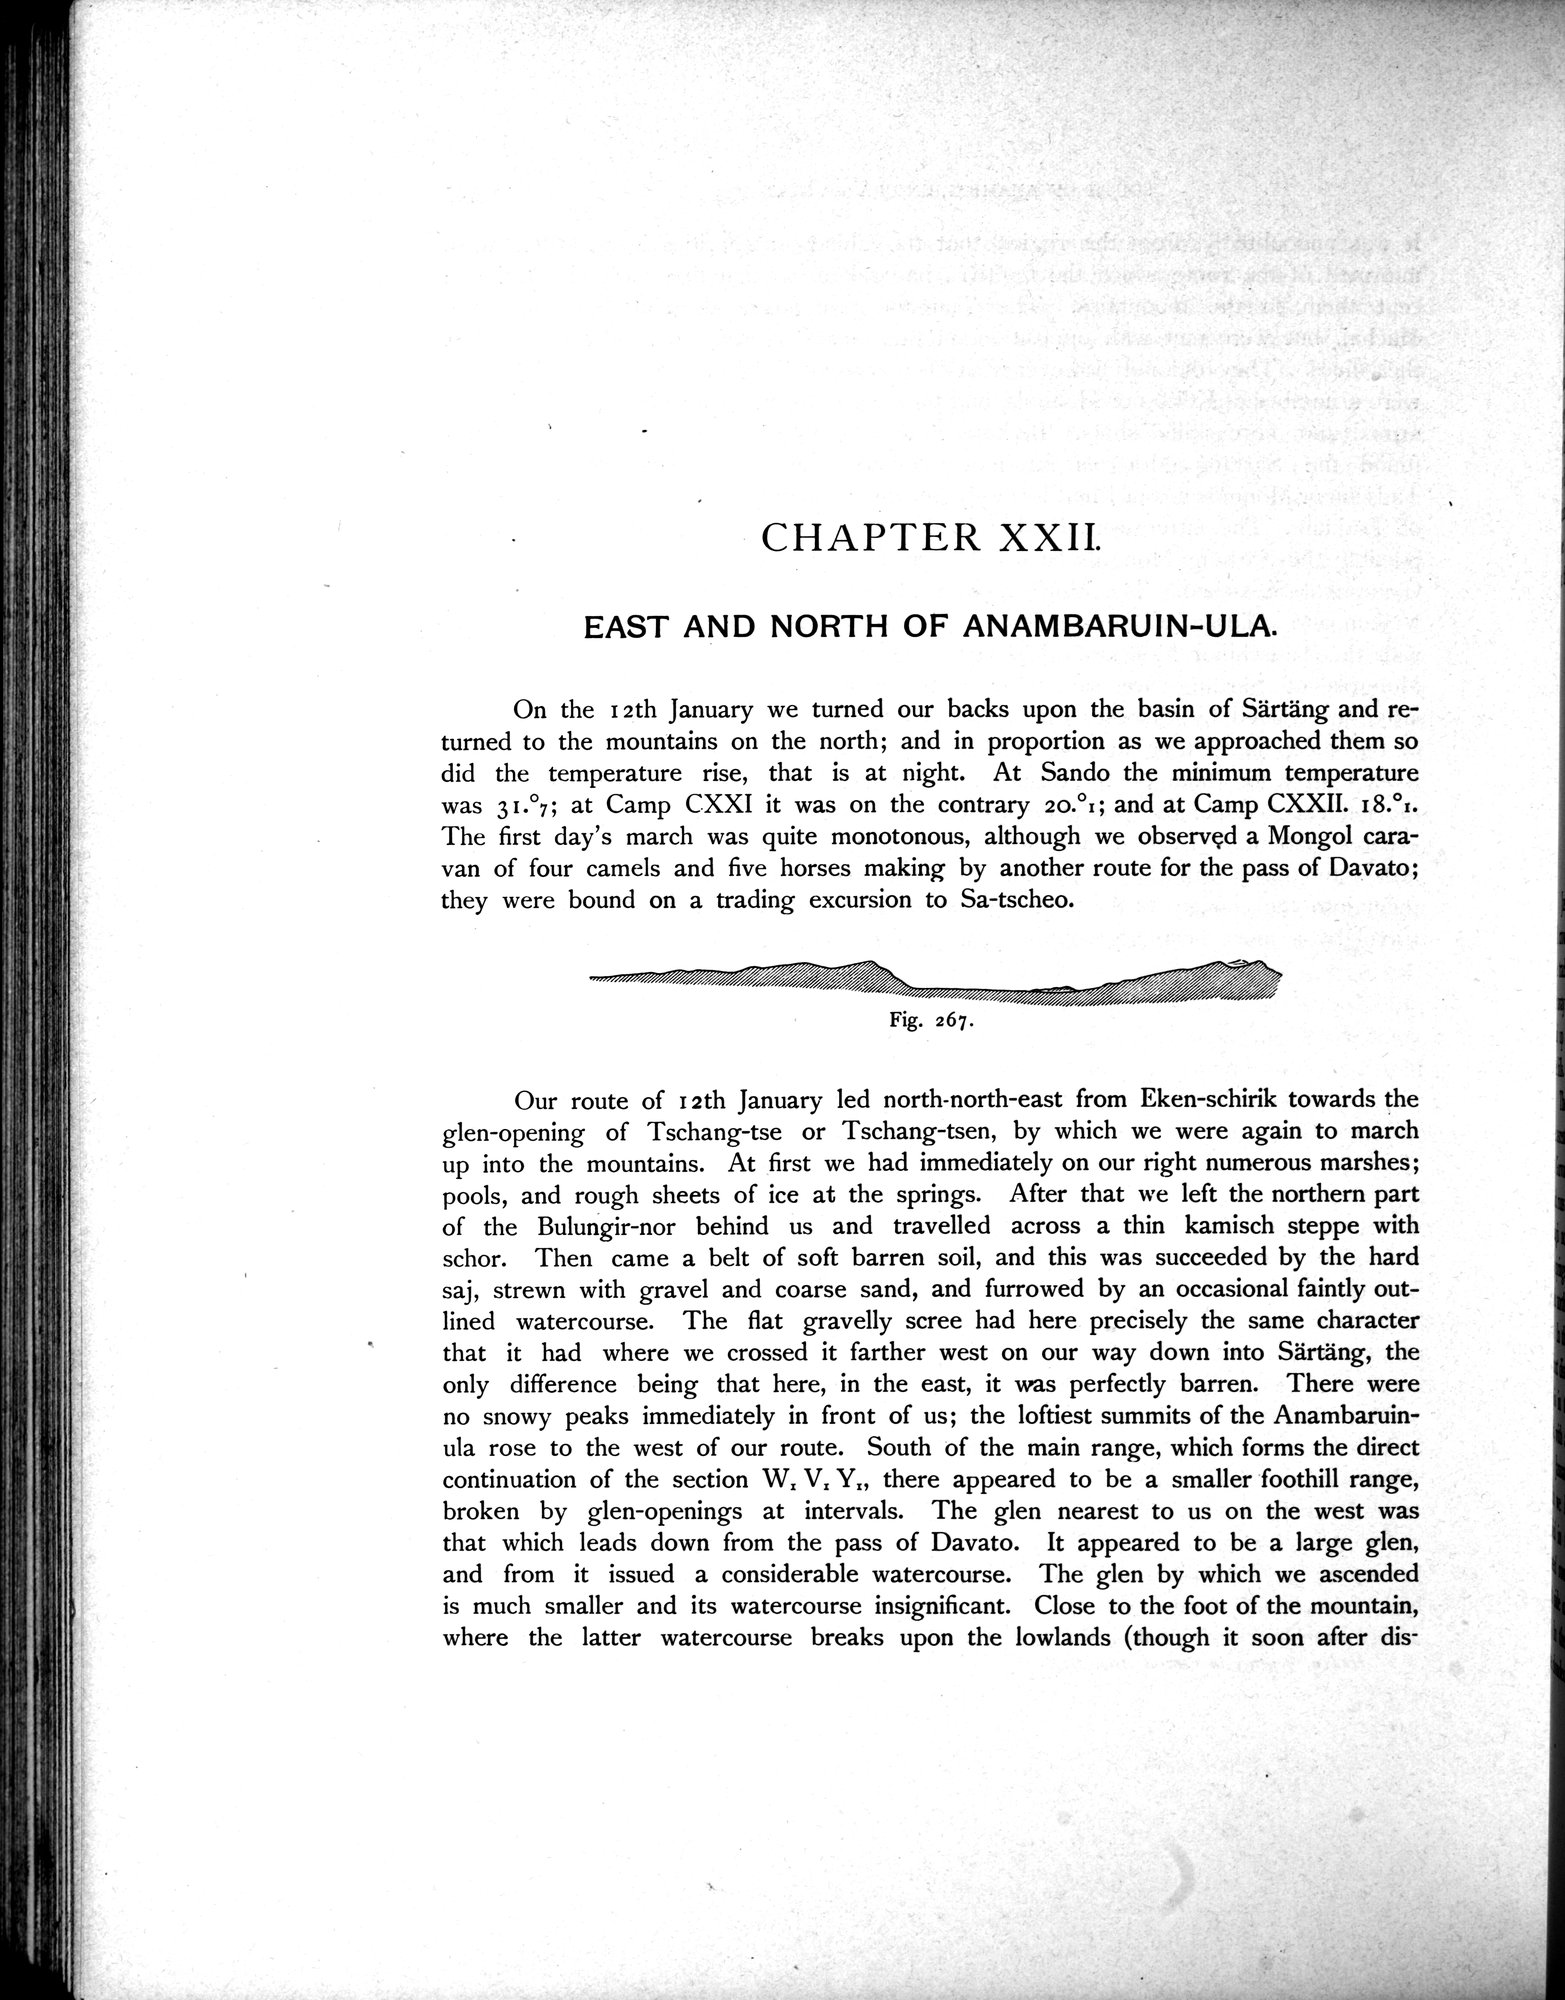 CHAPTER XXII.
EAST AND NORTH OF ANAMBARUIN-ULA.
On the 12th January we turned our backs upon the basin of Särtäng and re-
turned to the mountains on the north; and in proportion as we approached them so
did the temperature rise, that is at night. At Sando the minimum temperature
was 31.°7; at Camp CXXI it was on the contrary 20.°1; and at Camp CXXII. 18.°1.
The first day's march was quite monotonous, although we observed a Mongol cara-
van of four camels and five horses making by another route for the pass of Davato;
they were bound on a trading excursion to Sa-tscheo.
Fig. 267.
Our route of 12th January led north-north-east from Eken-schirik towards the
glen-opening of Tschang-tse or Tschang-tsen, by which we were again to march
up into the mountains. At first we had immediately on our right numerous marshes;
pools, and rough sheets of ice at the springs. After that we left the northern part
of the Bulungir-nor behind us and travelled across a thin kamisch steppe with
schor. Then came a belt of soft barren soil, and this was succeeded by the hard
saj, strewn with gravel and coarse sand, and furrowed by an occasional faintly out-
lined watercourse. The flat gravelly scree had here precisely the same character
that it had where we crossed it farther west on our way down into Särtäng, the
only difference being that here, in the east, it was perfectly barren. There were
no snowy peaks immediately in front of us; the loftiest summits of the Anambaruin-
ula rose to the west of our route. South of the main range, which forms the direct
continuation of the section W₁ V₁ Y₁, there appeared to be a smaller foothill range,
broken by glen-openings at intervals. The glen nearest to us on the west was
that which leads down from the pass of Davato. It appeared to be a large glen,
and from it issued a considerable watercourse. The glen by which we ascended
is much smaller and its watercourse insignificant. Close to the foot of the mountain,
where the latter watercourse breaks upon the lowlands (though it soon after dis-